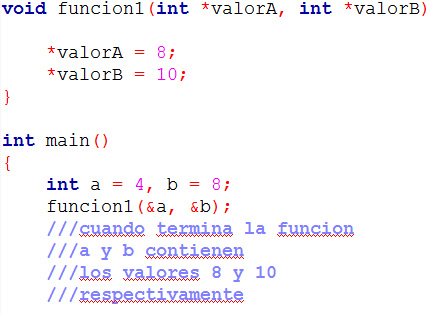 void funcion1(int *valorA, int *valorB)
*valorA = 8;
*valorB = 10;
}
int main()
{
int a = 4, b = 8;
funcion1(&a, &b);
///cuando termina la funcion
///a y b contienen
///los valores 8 y 10
///respectivamente